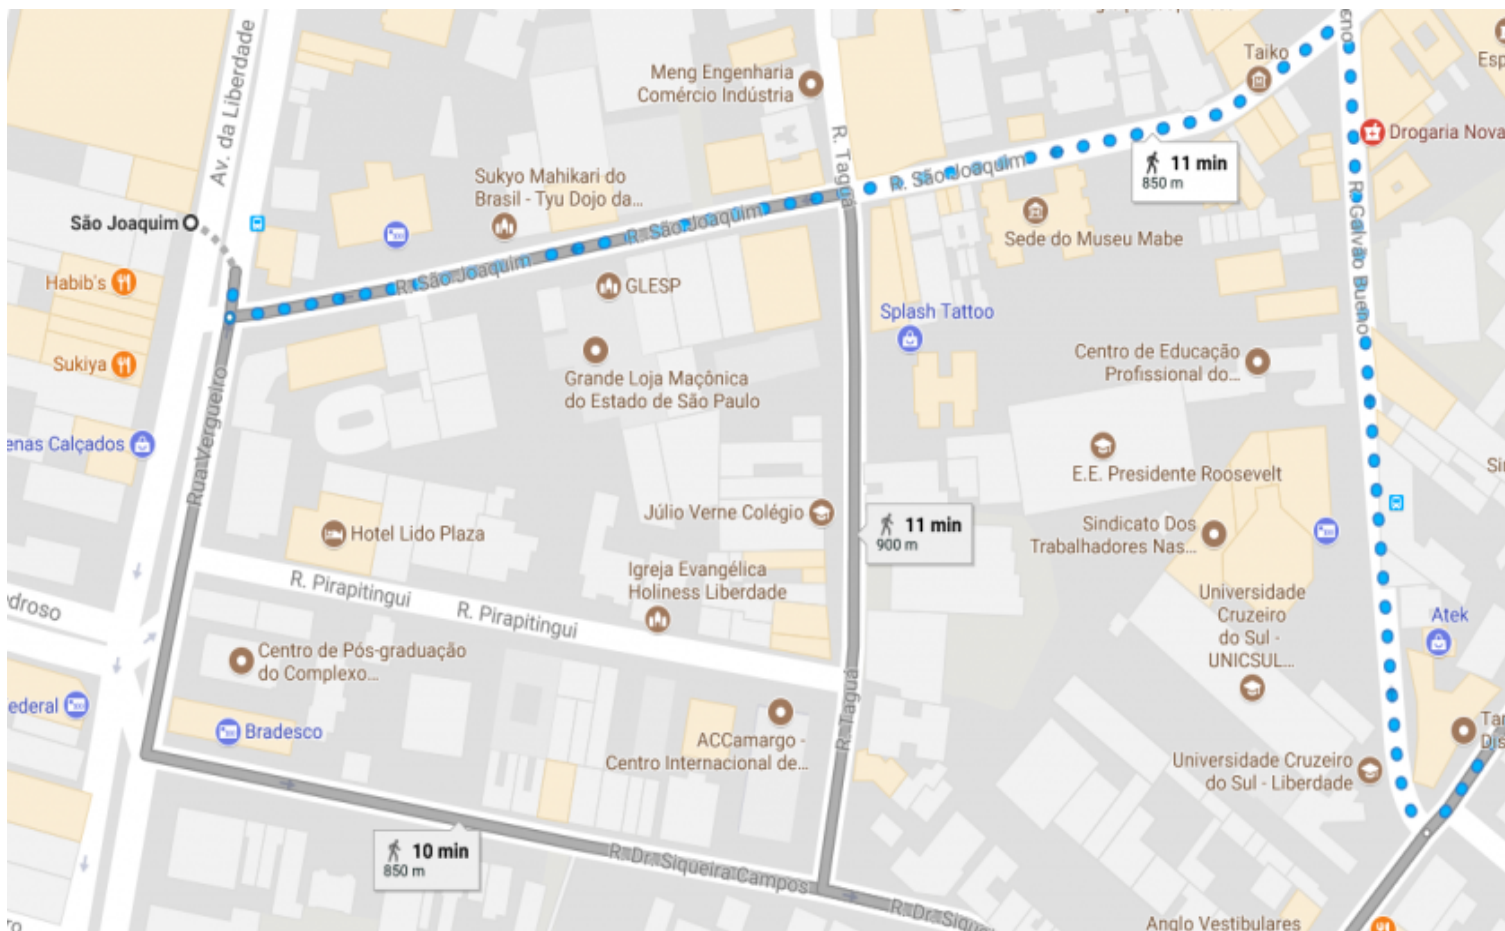 Taiko
Esp
Av. da Liberdade
Meng Engenharia
Comércio Indústria
R. Taguá
Drogaria Nova
11 min
850 m
R. São Joaquim
Sukyo Mahikari do
Brasil - Tyu Dojo da...
São Joaquim
R. São Joaquim
R. São Joaquim
Sede do Museu Mabe
R. Galvão Bueno
Habib's
GLESP
Splash Tattoo
Sukiya
Grande Loja Maçônica
do Estado de São Paulo
Centro de Educação
Profissional do...
Rua Vergueiro
enas Calçados
E.E. Presidente Roosevelt
Júlio Verne Colégio
11 min
900 m
Hotel Lido Plaza
Sindicato Dos
Trabalhadores Nas...
R. Pirapitingui
R. Pirapitingui
Igreja Evangélica
Holiness Liberdade
Universidade
Cruzeiro
do Sul -
UNICSUL...
edroso
Atek
Centro de Pós-graduação
do Complexo...
ederal
Bradesco
R. Taguá
ACCamargo -
Centro Internacional de...
Tar
Dis
Universidade Cruzeiro
do Sul - Liberdade
10 min
850 m
R. Dr. Siqueira Campos
R. Dr. Sique
Anglo Vestibulares